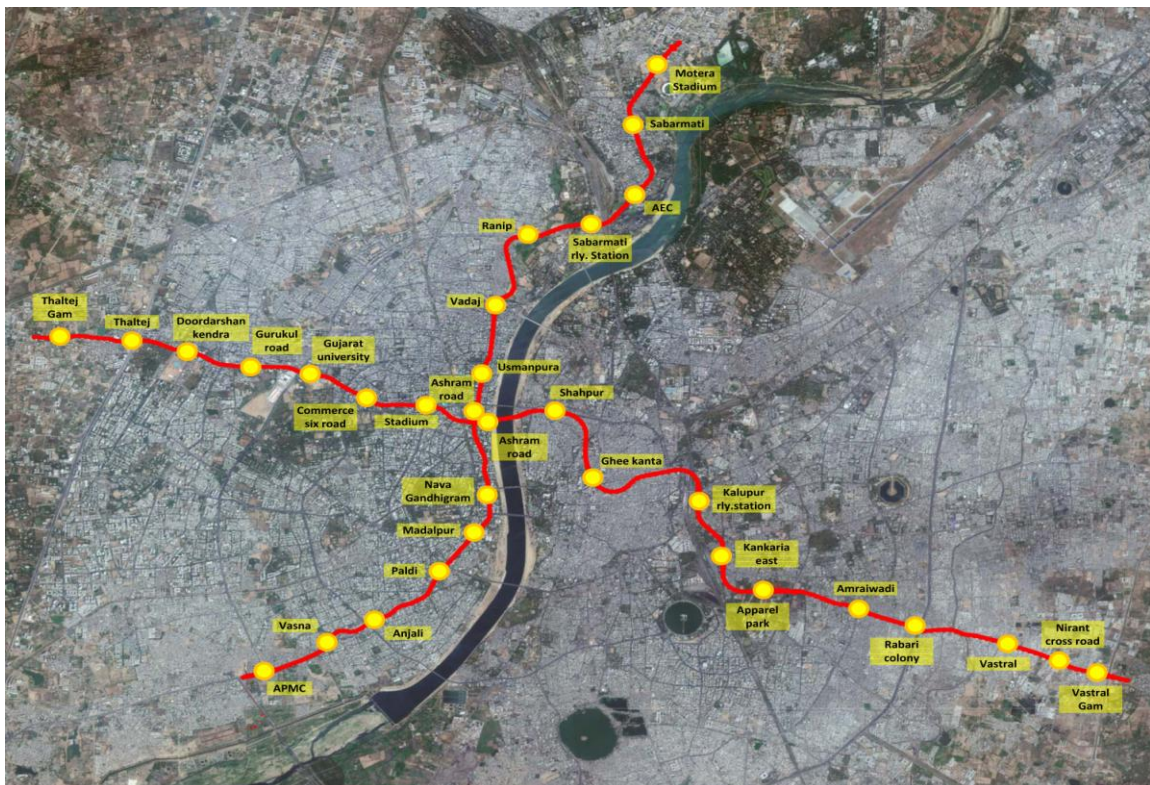 Motera
Stadium
Sabarmati
AEC
Ranip
Sabarmati
rly. Station
Vadaj
Thaltej
Gam
Thaltej
Doordarshan
kendra
Gurukul
road
Gujarat
university
Usmanpura
Ashram
road
Shahpur
Commerce
six road
Stadium
Ashram
road
Ghee kanta
Nava
Gandhigram
Kalupur
rly.station
Madalpur
Kankaria
east
Paldi
Amraiwadi
Apparel
park
Vasna
Anjali
Rabari
colony
Nirant
cross road
Vastral
APMC
Vastral
Gam